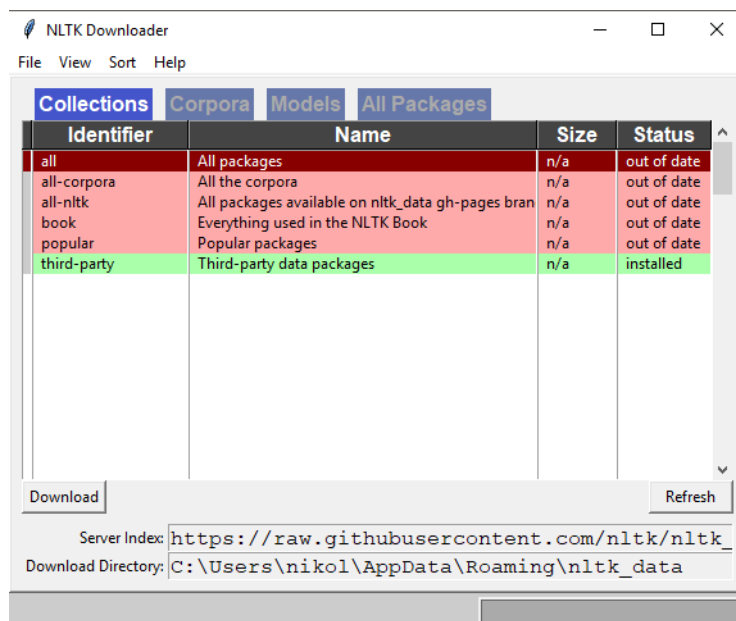 NLTK Downloader
File View Sort Help
Collections Corpora Models All Packages
Identifier Name Size Status
all All packages n/a out of date
all-corpora All the corpora n/a out of date
all-nltk All packages available on nltk_data gh-pages bran n/a out of date
book Everything used in the NLTK Book n/a out of date
popular Popular packages n/a out of date
third-party Third-party data packages n/a installed
Download Refresh
Server Index: https://raw.githubusercontent.com/nltk/nltk_
Download Directory: C:\Users\nikol\AppData\Roaming\nltk_data